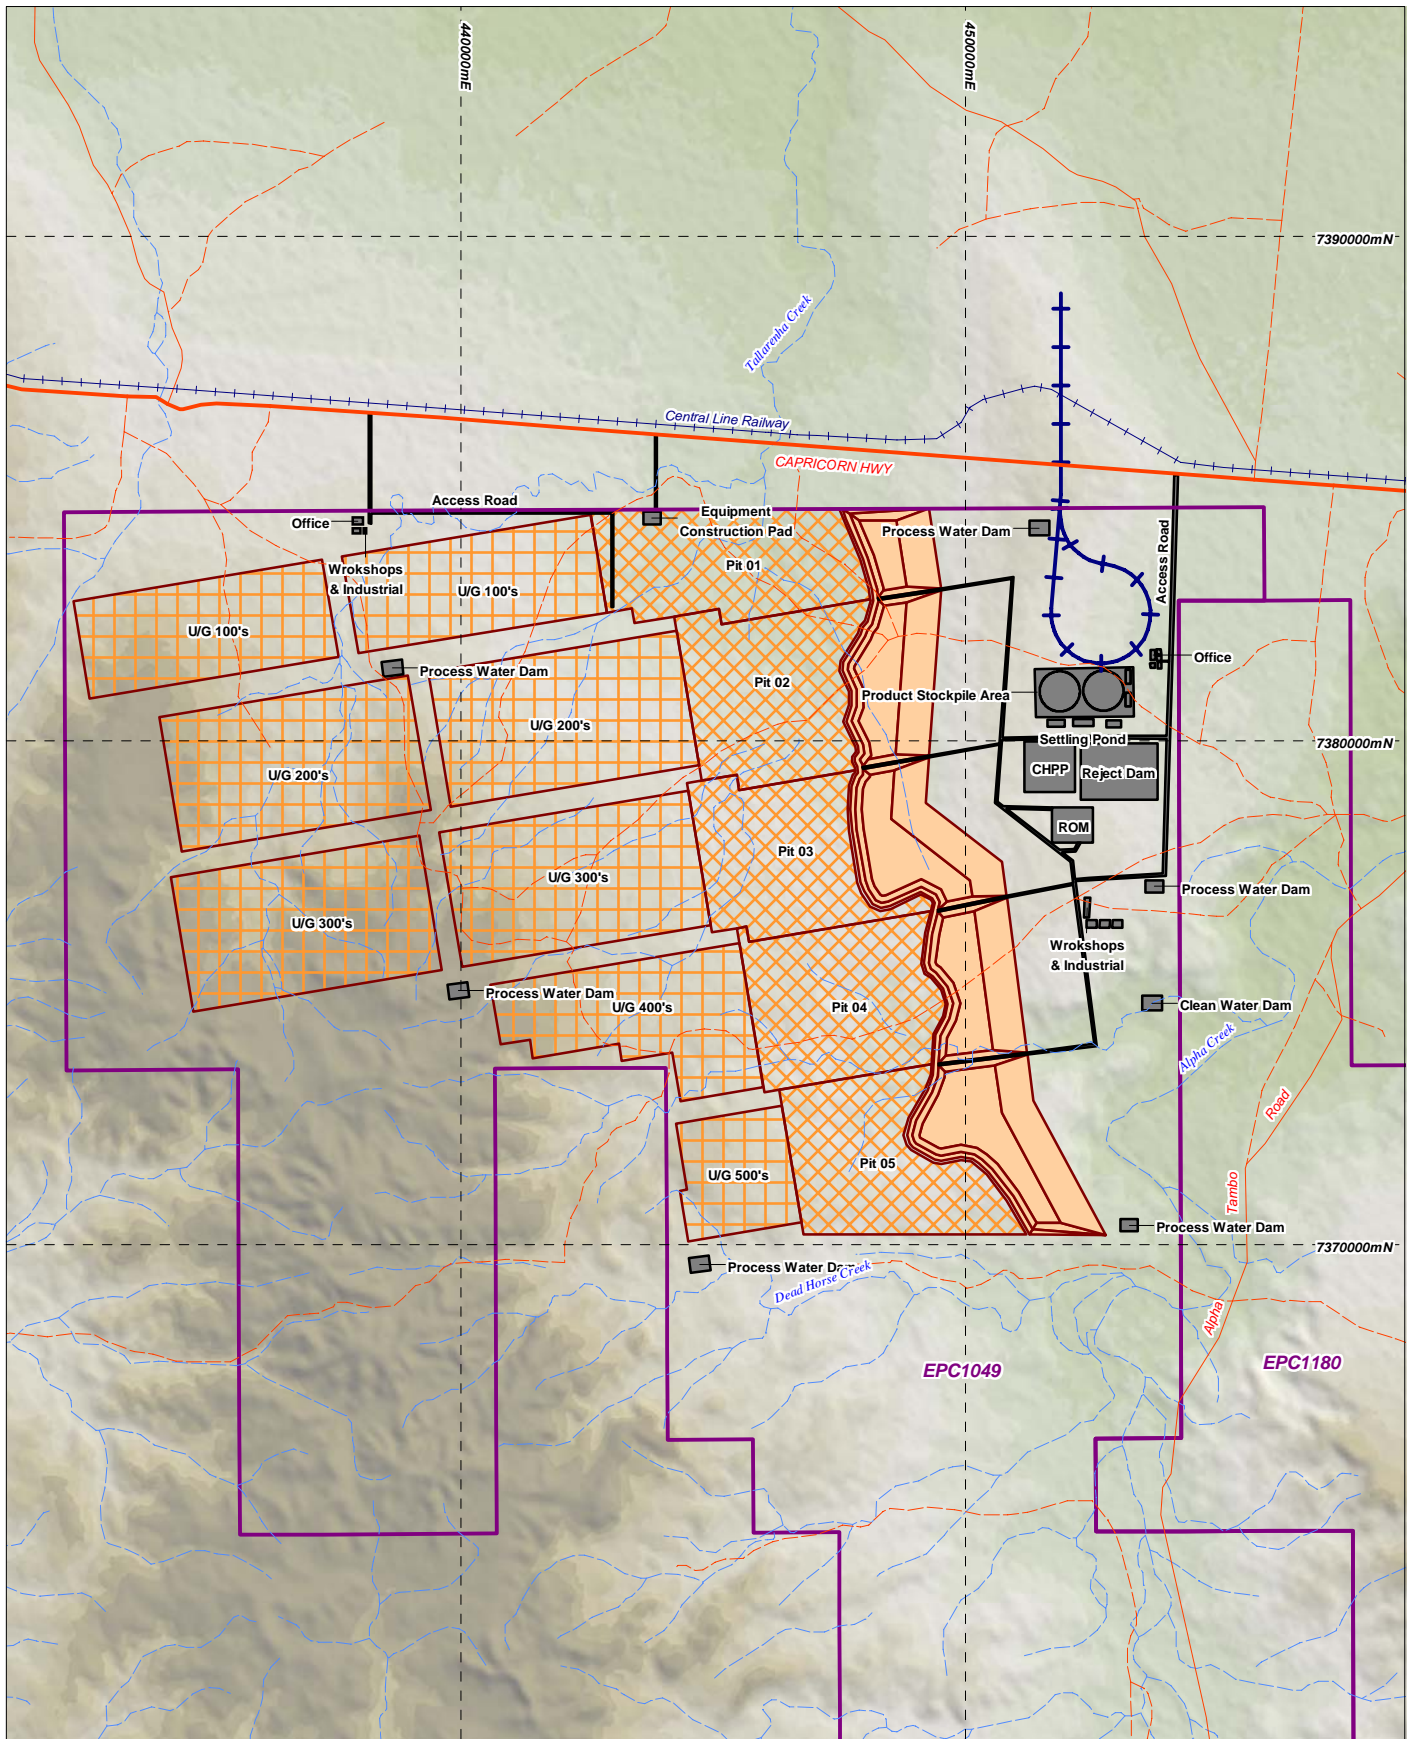 440000mE
450000mE
7390000mN
Tallarenha Creek
Central Line Railway
CAPRICORN HWY
Access Road
Office
Equipment
Construction Pad
Process Water Dam
Access Road
Wrokshops
& Industrial
Pit 01
U/G 100's
U/G 100's
Process Water Dam
Office
Pit 02
Product Stockpile Area
U/G 200's
Settling Pond
7380000mN
U/G 200's
CHPP
Reject Dam
ROM
Pit 03
U/G 300's
Process Water Dam
U/G 300's
Wrokshops
& Industrial
Process Water Dam
U/G 400's
Pit 04
Clean Water Dam
Alpha Creek
Road
Pit 05
U/G 500's
Tambo
Process Water Dam
7370000mN
Process Water Dam
Dead Horse Creek
Alpha
EPC1049
EPC1180